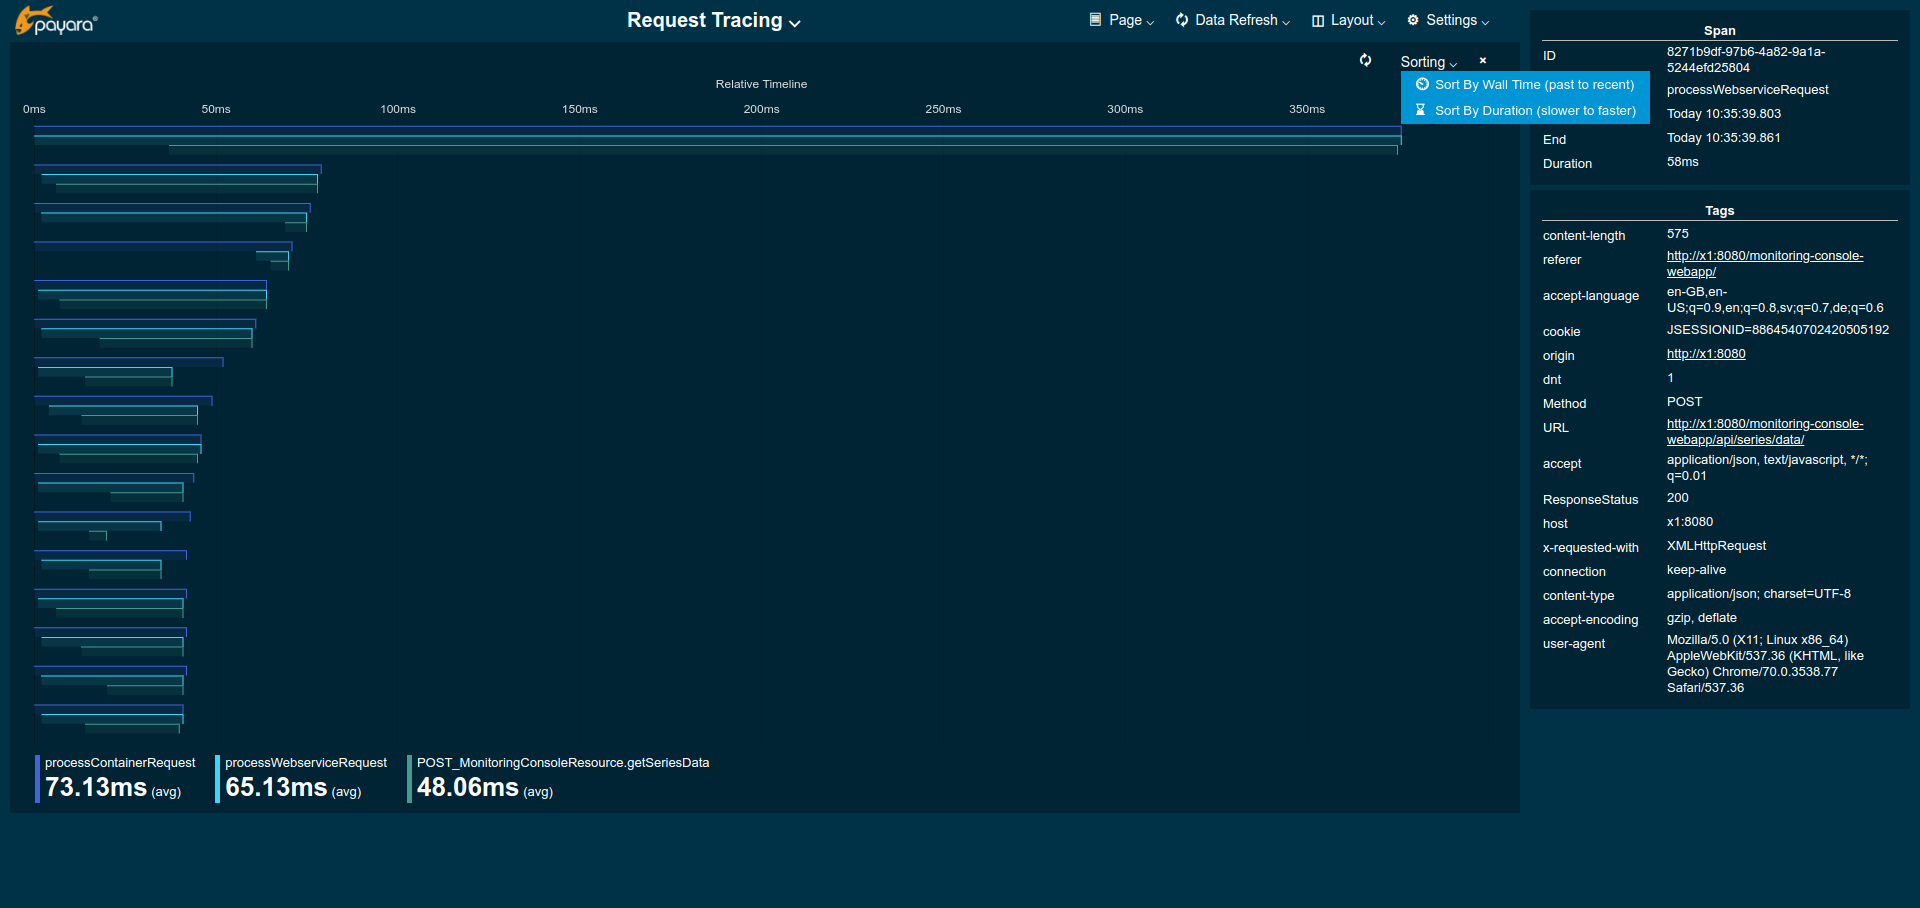 payara®
Request Tracing
Page
Data Refresh
Layout
Settings
Sorting
×
Sort By Wall Time (past to recent)
Sort By Duration (slower to faster)
Relative Timeline
0ms 50ms 100ms 150ms 200ms 250ms 300ms 350ms
processContainerRequest
73.13ms (avg)
processWebserviceRequest
65.13ms (avg)
POST_MonitoringConsoleResource.getSeriesData
48.06ms (avg)
Span
ID 8271b9df-97b6-4a82-9a1a-
5244efd25804
processWebserviceRequest
Today 10:35:39.803
End Today 10:35:39.861
Duration 58ms
Tags
content-length 575
referer http://x1:8080/monitoring-console-
webapp/
accept-language en-GB,en-
US;q=0.9,en;q=0.8,sv;q=0.7,de;q=0.6
cookie JSESSIONID=8864540702420505192
origin http://x1:8080
dnt 1
Method POST
URL http://x1:8080/monitoring-console-
webapp/api/series/data/
accept application/json, text/javascript, */*;
q=0.01
ResponseStatus 200
host x1:8080
x-requested-with XMLHttpRequest
connection keep-alive
content-type application/json; charset=UTF-8
accept-encoding gzip, deflate
user-agent Mozilla/5.0 (X11; Linux x86_64)
AppleWebKit/537.36 (KHTML, like
Gecko) Chrome/70.0.3538.77
Safari/537.36